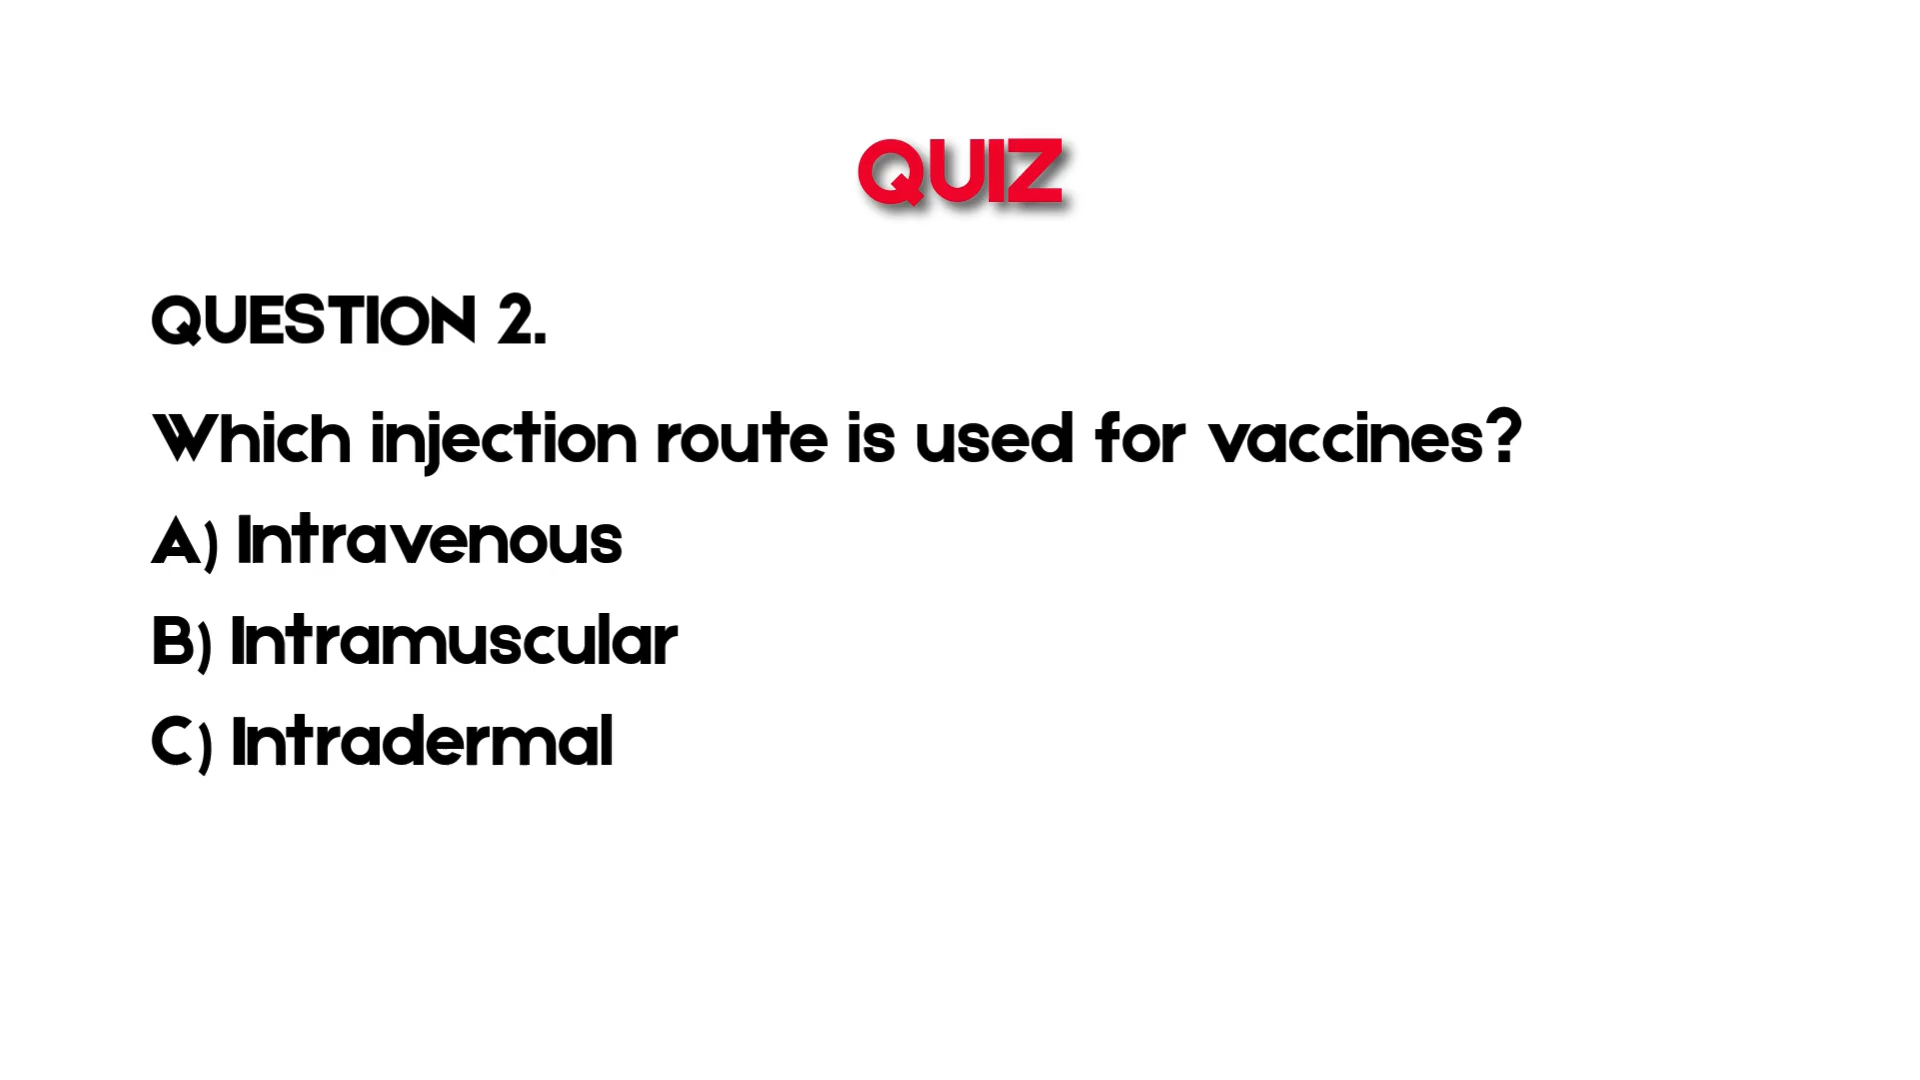 QUIZ
QUESTION 2.
Which injection route is used for vaccines?
A) Intravenous
B) Intramuscular
C) Intradermal